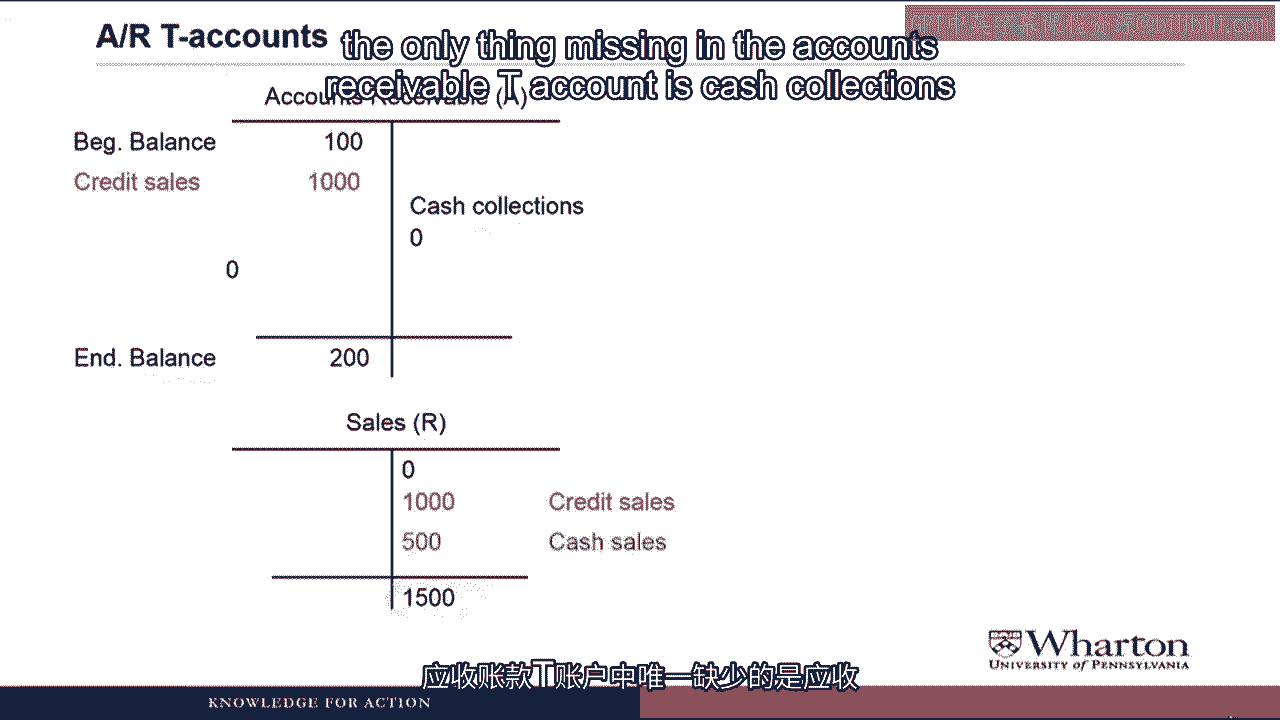 A/R T-accounts
the only thing missing in the accounts
receivable T account is cash collections
Accounts Receivable (A)
Beg. Balance 100
Credit sales 1000
Cash collections
0
0
End. Balance 200
Sales (R)
0
1000 Credit sales
500 Cash sales
1500
Wharton
UNIVERSITY of PENNSYLVANIA
应收账款T账户中唯一缺少的是应收
KNOWLEDGE FOR ACTION